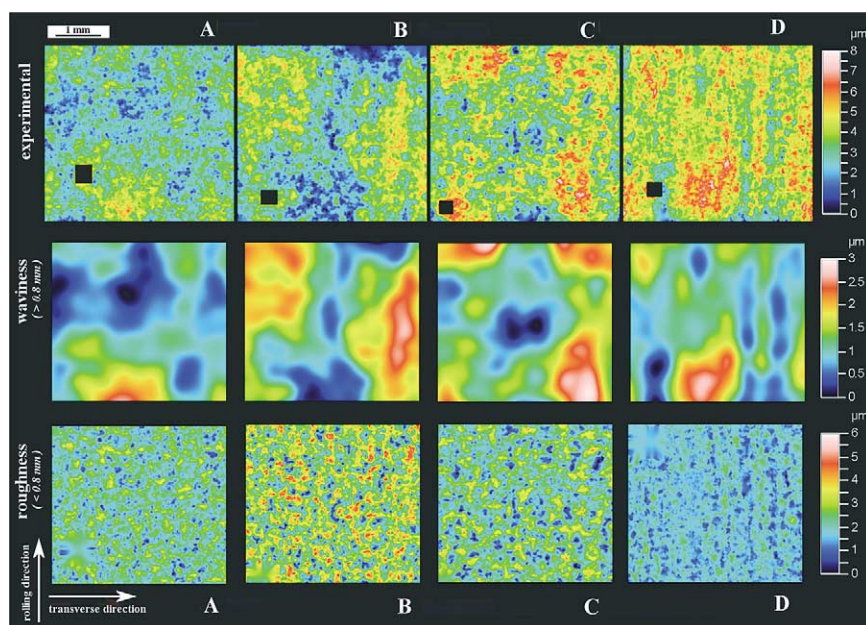 1 mm
A
B
C
D
µm
experimental
8
7
6
5
4
3
2
1
0
µm
waviness
( > 0.8 mm )
3
2.5
2
1.5
1
0.5
0
µm
roughness
( < 0.8 mm )
6
5
4
3
2
1
0
rolling direction
transverse direction
A
B
C
D